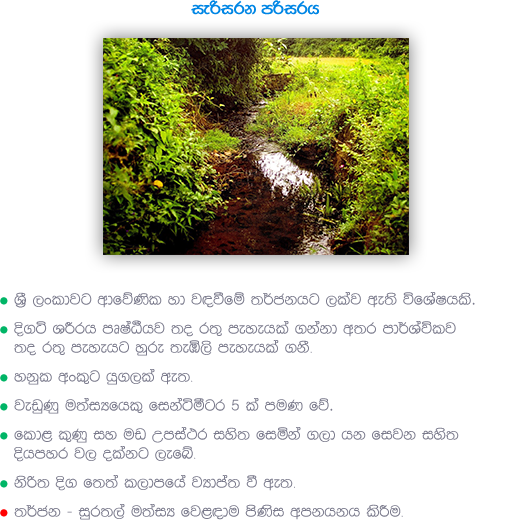 සැරිසරන පරිසරය
ශ්‍රී ලංකාවට ආවේණික හා වඳවීමේ තර්ජනයට ලක්ව ඇති විශේෂයකි.
දිගටි ශරීරය පෘෂ්ඨීයව තද රතු පැහැයක් ගන්නා අතර පාර්ශ්විකව
තද රතු පැහැයට හුරු තැඹිලි පැහැයක් ගනී.
හනුක අංකුට යුගලක් ඇත.
වැඩුණු මත්ස්‍යයෙකු සෙන්ටිමීටර 5 ක් පමණ වේ.
කොළ කුණු සහ මඩ උපස්ථර සහිත සෙමින් ගලා යන සෙවන සහිත
දියපහර වල දක්නට ලැබේ.
නිරිත දිග තෙත් කලාපයේ ව්‍යාප්ත වී ඇත.
තර්ජන - සුරතල් මත්ස්‍ය වෙළඳාම පිණිස අපනයනය කිරීම.